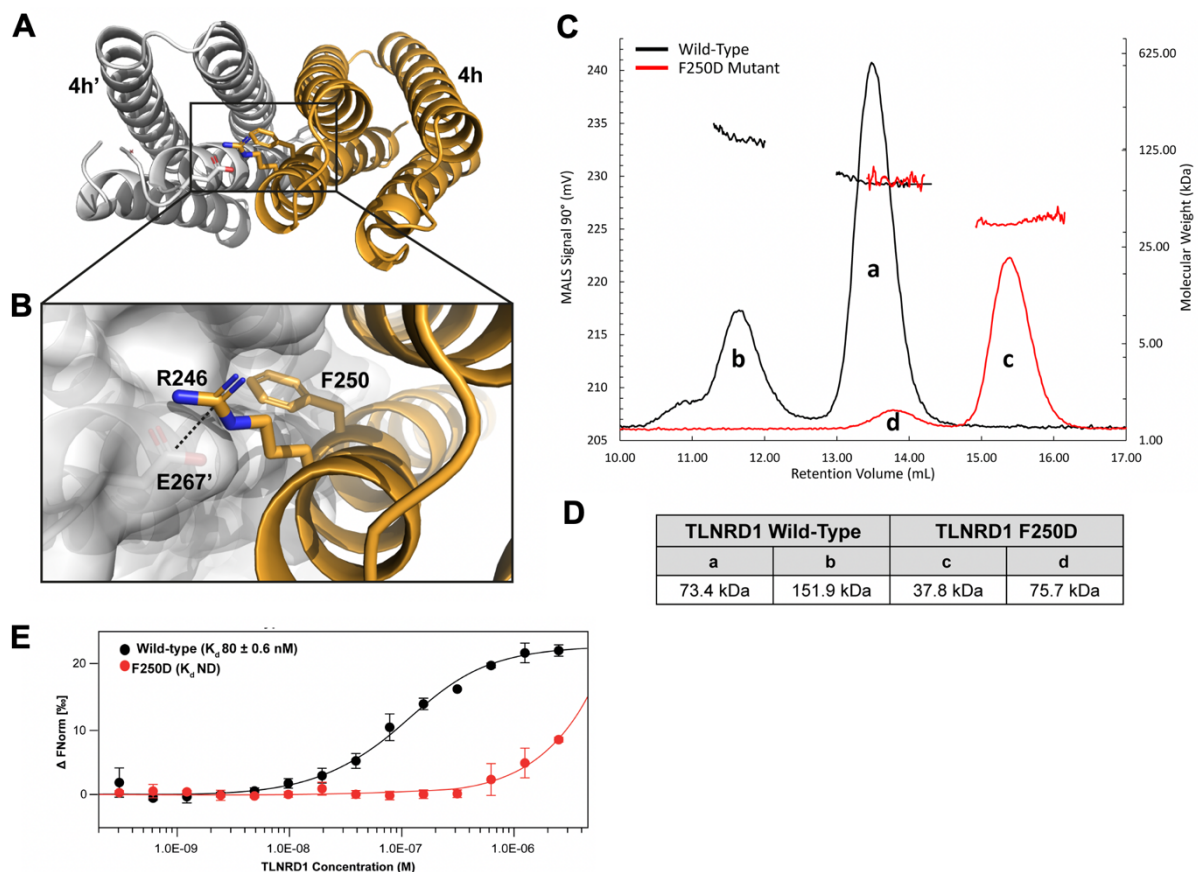 A
4h'
4h
B
R246
F250
E267'
C
Wild-Type
F250D Mutant
240
235
230
225
220
215
210
205
MALS Signal 90° (mV)
625.00
125.00
25.00
5.00
1.00
Molecular Weight (kDa)
a
b
c
d
10.00 11.00 12.00 13.00 14.00 15.00 16.00 17.00
Retention Volume (mL)
D
TLNRD1 Wild-Type TLNRD1 F250D
a b c d
73.4 kDa 151.9 kDa 37.8 kDa 75.7 kDa
E
Wild-type (Kd 80 ± 0.6 nM)
F250D (Kd ND)
20
10
0
Δ FNorm [‰]
1.0E-09 1.0E-08 1.0E-07 1.0E-06
TLNRD1 Concentration (M)